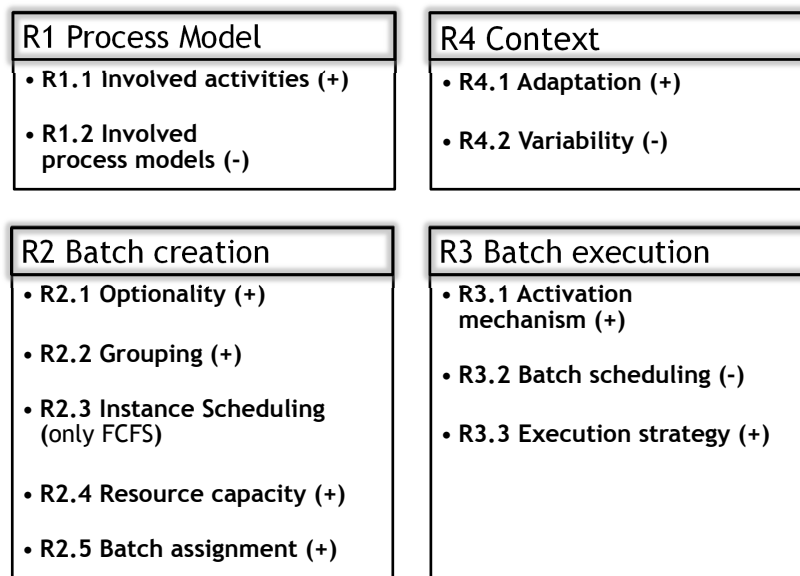 R1 Process Model
• R1.1 Involved activities (+)
• R1.2 Involved
process models (-)
R4 Context
• R4.1 Adaptation (+)
• R4.2 Variability (-)
R2 Batch creation
• R2.1 Optionality (+)
• R2.2 Grouping (+)
• R2.3 Instance Scheduling
(only FCFS)
• R2.4 Resource capacity (+)
• R2.5 Batch assignment (+)
R3 Batch execution
• R3.1 Activation
mechanism (+)
• R3.2 Batch scheduling (-)
• R3.3 Execution strategy (+)